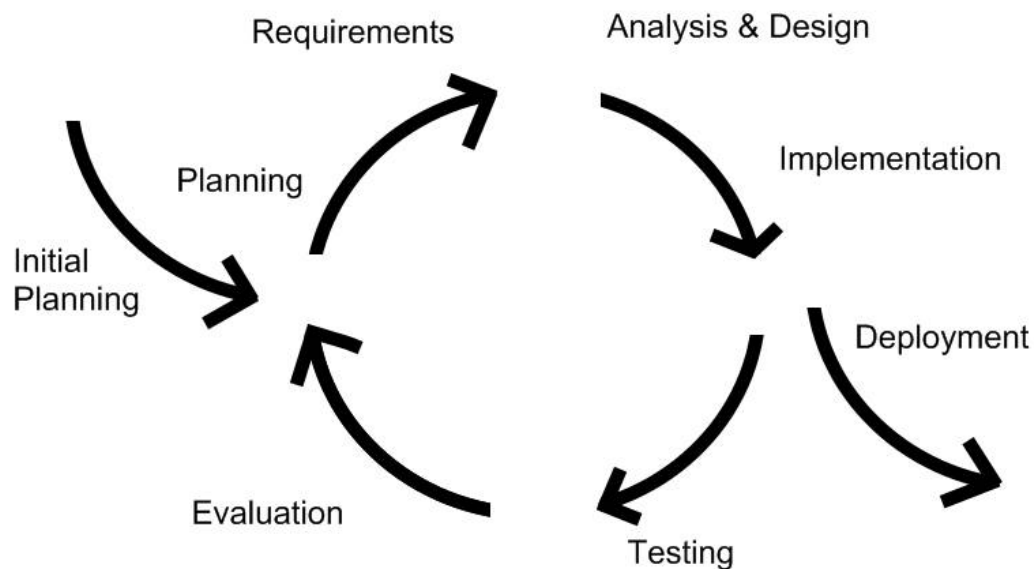 Requirements
Analysis & Design
Planning
Implementation
Initial
Planning
Deployment
Evaluation
Testing